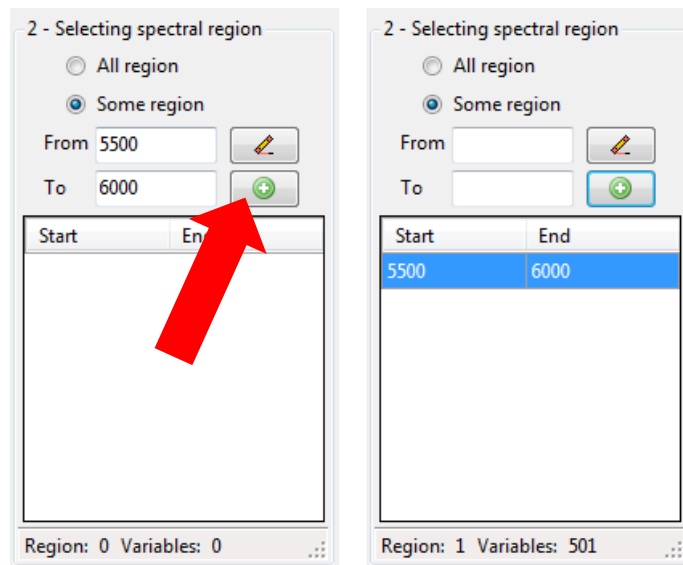 2 - Selecting spectral region
All region
Some region
From 5500
To 6000
Start En
Region: 0 Variables: 0
2 - Selecting spectral region
All region
Some region
From
To
Start End
5500 6000
Region: 1 Variables: 501